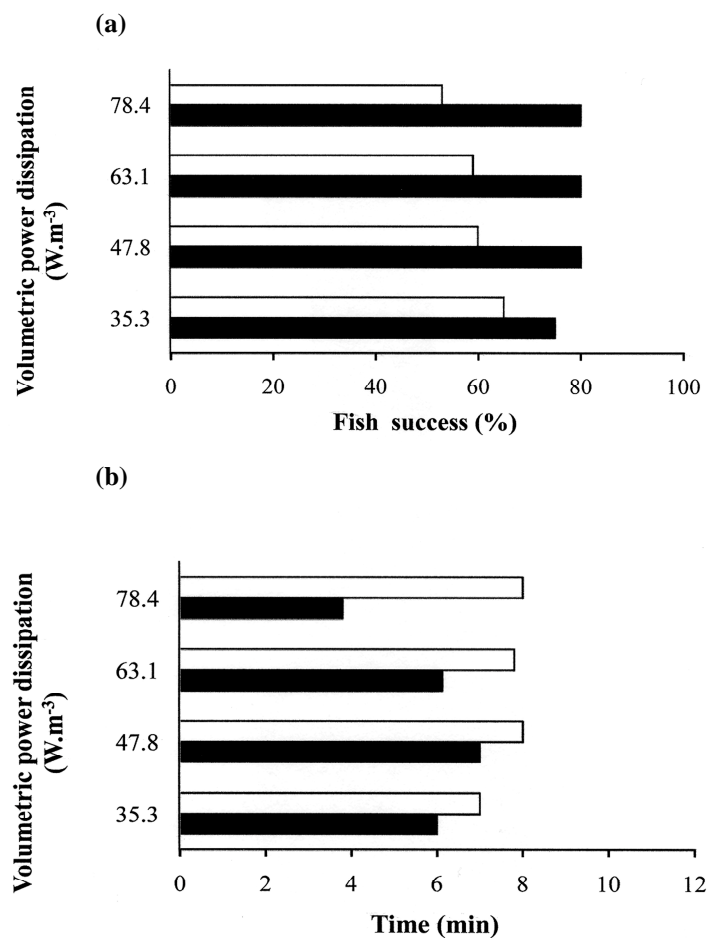 (a)
Volumetric power dissipation
(W.m-3)
78.4
63.1
47.8
35.3
0 20 40 60 80 100
Fish success (%)
(b)
Volumetric power dissipation
(W.m-3)
78.4
63.1
47.8
35.3
0 2 4 6 8 10 12
Time (min)